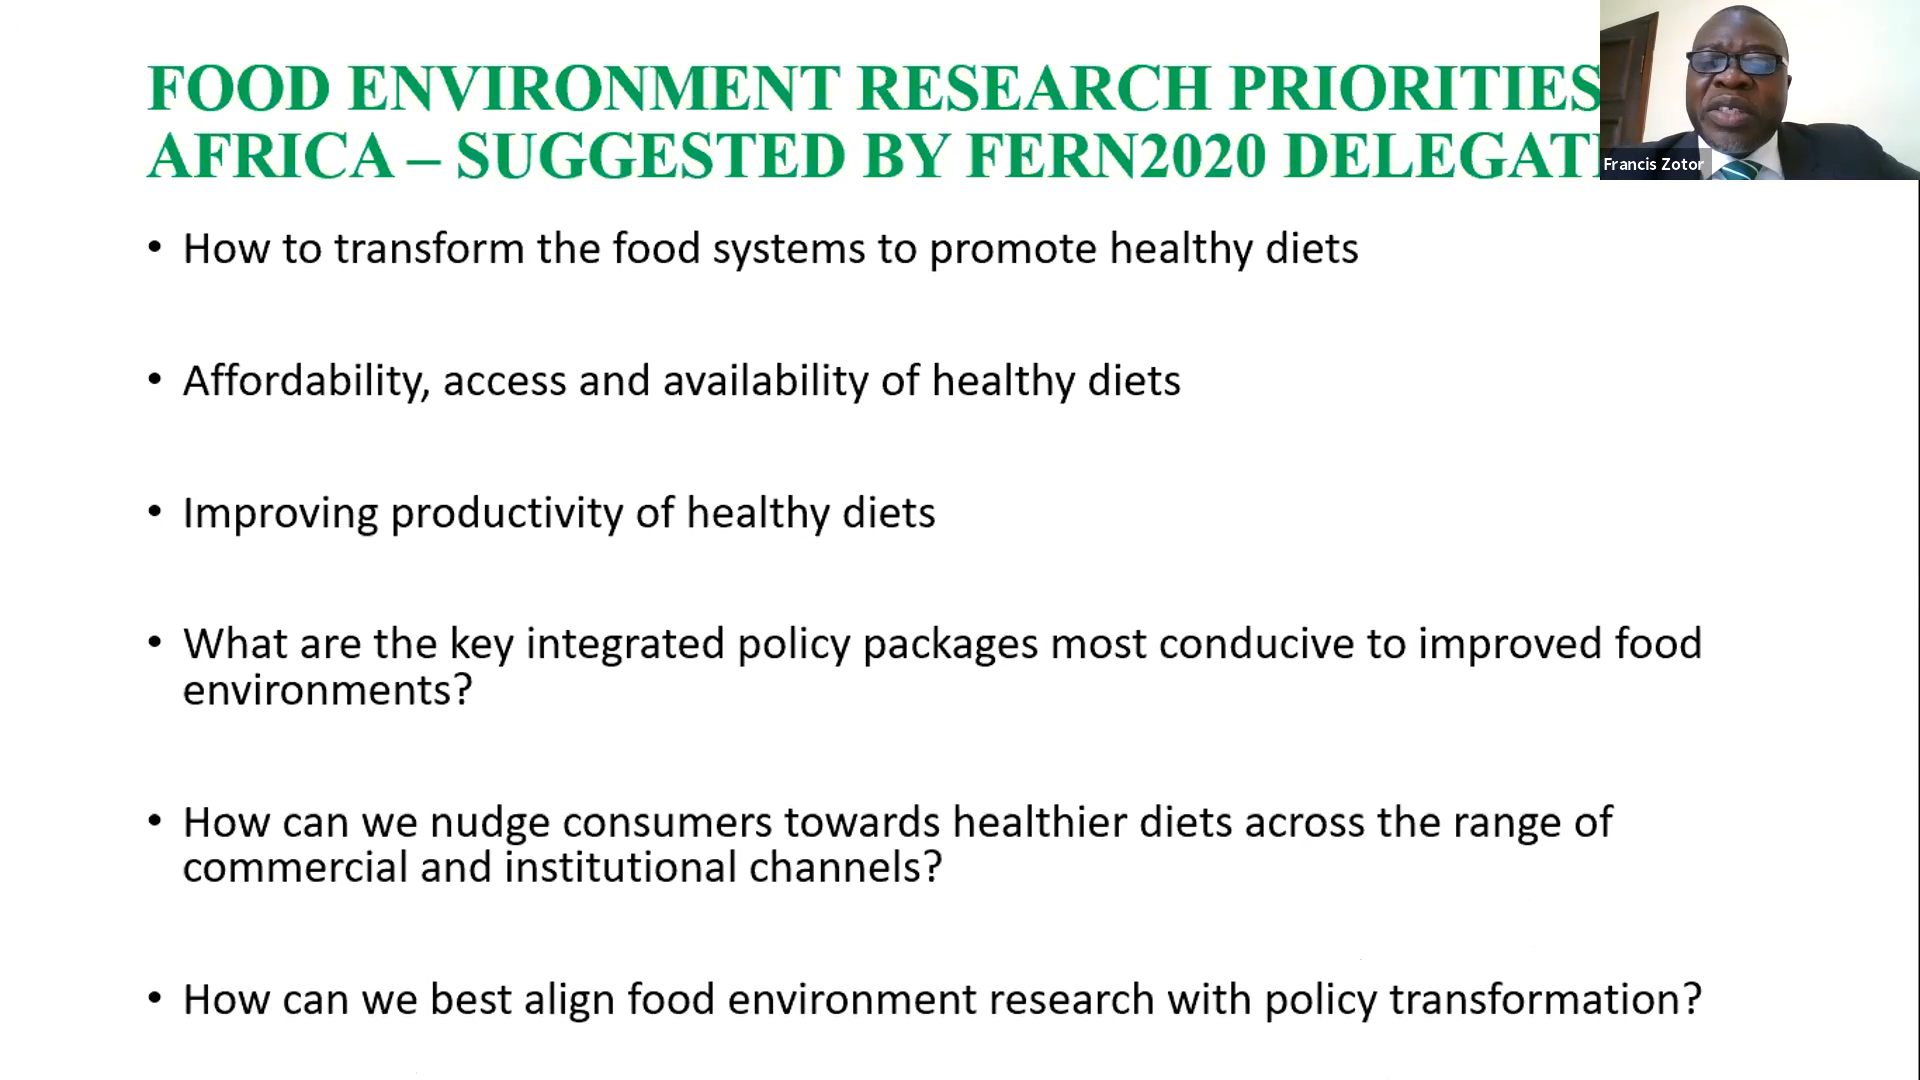 FOOD ENVIRONMENT RESEARCH PRIORITIES
AFRICA – SUGGESTED BY FERN2020
Francis Zotor
• How to transform the food systems to promote healthy diets
• Affordability, access and availability of healthy diets
• Improving productivity of healthy diets
• What are the key integrated policy packages most conducive to improved food
environments?
• How can we nudge consumers towards healthier diets across the range of
commercial and institutional channels?
• How can we best align food environment research with policy transformation?